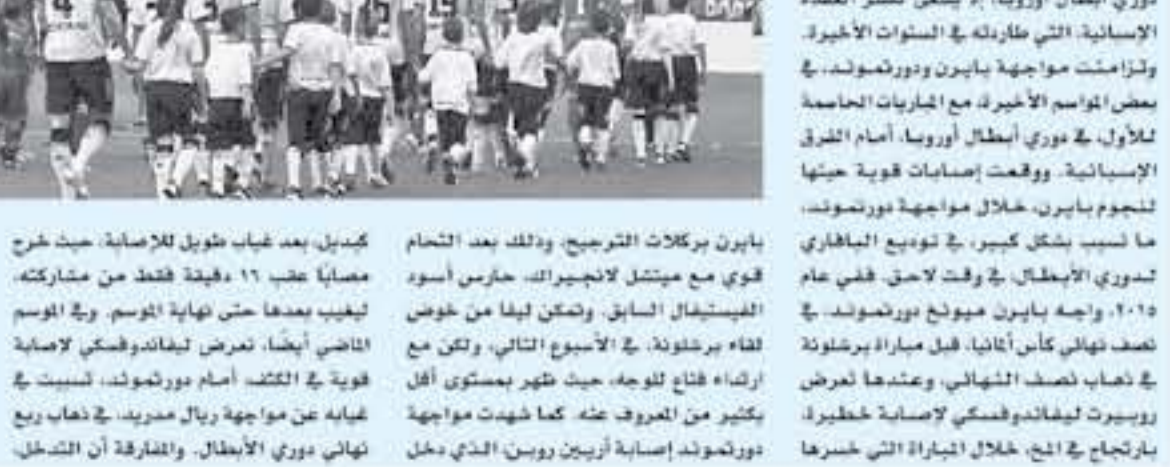 دوري أبطال أوروبا، إذ يسعى لكسر العقدة
الإسبانية، التي طاردته في السنوات الأخيرة.
وتزامنت مواجهة بايرن ودورتموند، في
بعض المواسم الأخيرة، مع المباريات الحاسمة
للأول، في دوري أبطال أوروبا، أمام الفرق
الإسبانية. ووقعت إصابات قوية حينها
لنجوم بايرن، خلال مواجهة دورتموند،
ما تسبب بشكل كبير، في توديع البافاري
لدوري الأبطال، في وقت لاحق. ففي عام
٢٠١٥، واجه بايرن ميونخ دورتموند، في
نصف نهائي كأس ألمانيا، قبل مباراة برشلونة
في ذهاب نصف النهائي، وعندها تعرض
روبيرت ليفاندوفسكي لإصابة خطيرة،
بارتجاج في المخ، خلال المباراة التي خسرها
بايرن بركلات الترجيح، وذلك بعد التحام
قوي مع ميتشل لانجيراك، حارس أسود
الفيستيفال السابق. وتمكن ليفا من خوض
لقاء برشلونة، في الأسبوع التالي، ولكن مع
ارتداء قناع للوجه، حيث ظهر بمستوى أقل
بكثير من المعروف عنه. كما شهدت مواجهة
دورتموند إصابة أريين روبن، الذي دخل
كبديل، بعد غياب طويل للإصابة، حيث خرج
مصابًا عقب ١٦ دقيقة فقط من مشاركته،
ليغيب بعدها حتى نهاية الموسم. وفي الموسم
الماضي أيضًا، تعرض ليفاندوفسكي لإصابة
قوية في الكتف، أمام دورتموند، تسببت في
غيابه عن مواجهة ريال مدريد، في ذهاب ربع
نهائي دوري الأبطال. والمفارقة أن التدخل،